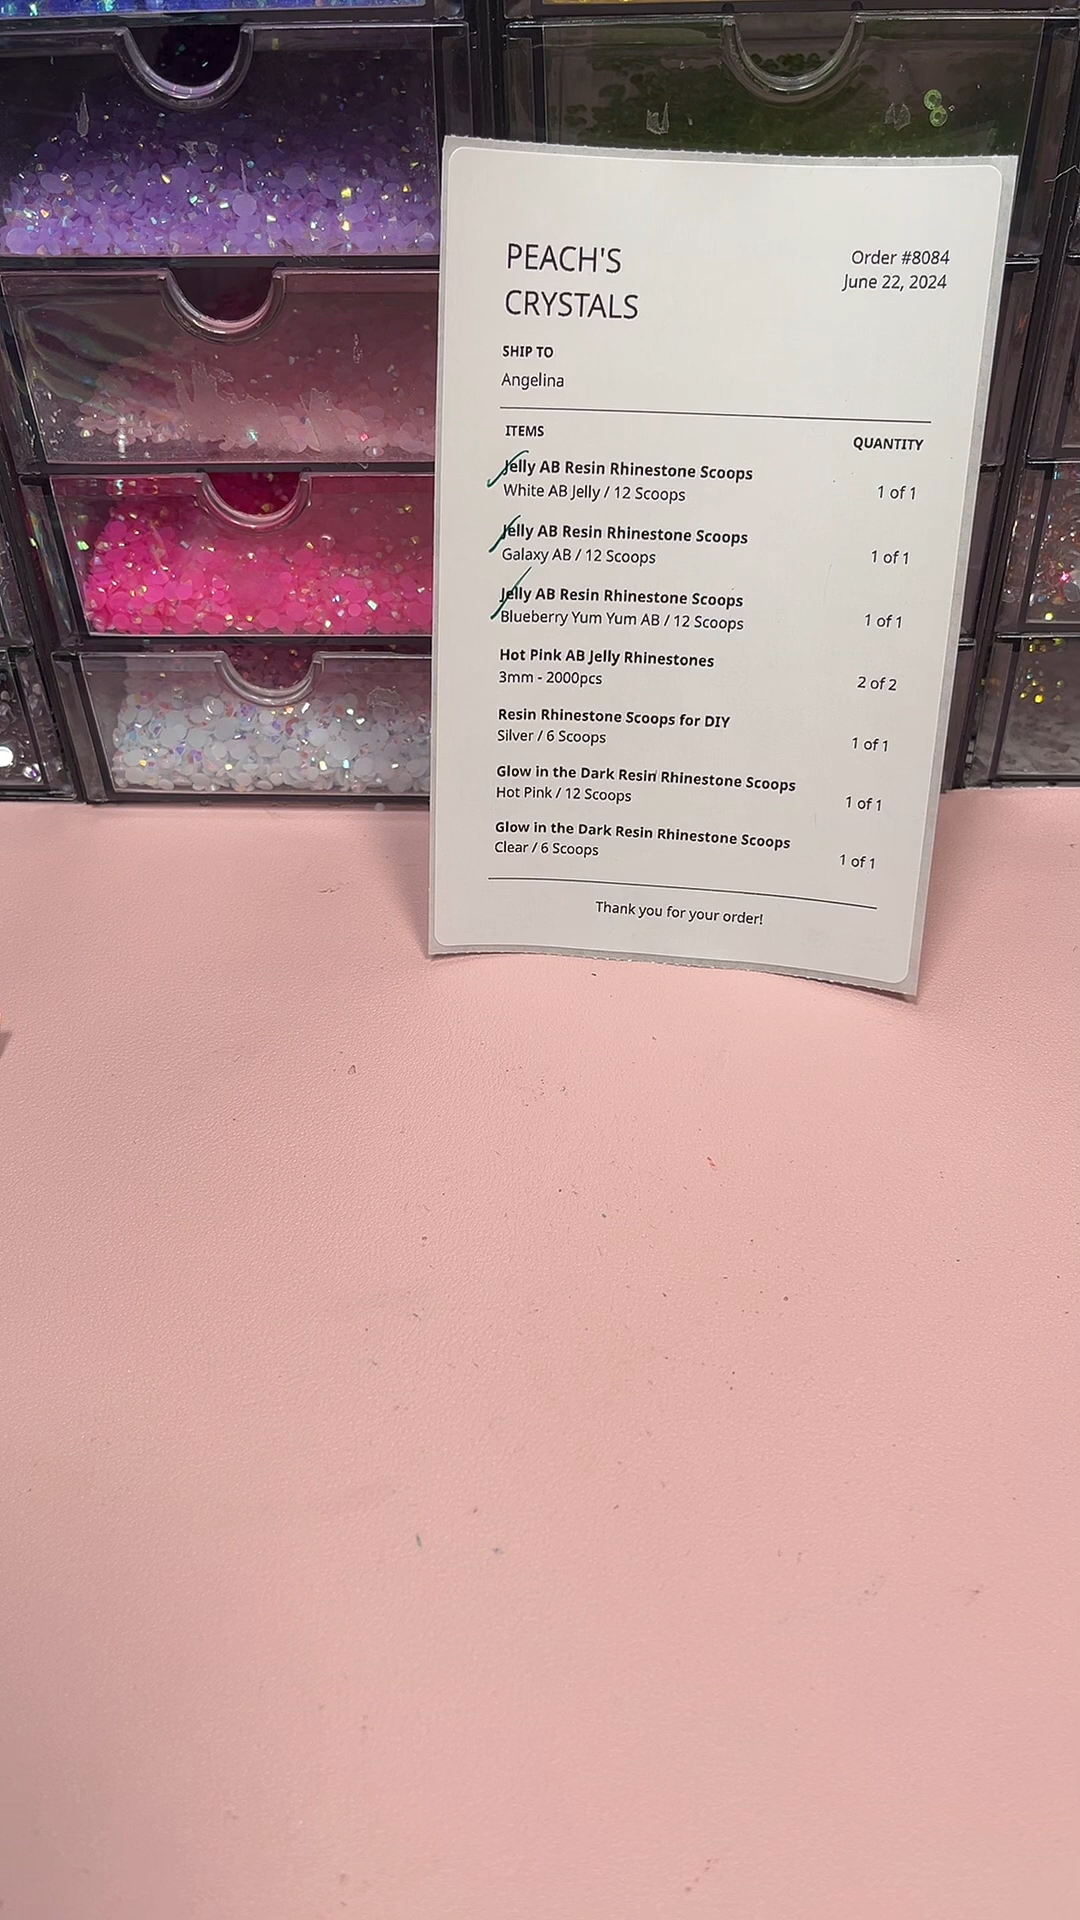 PEACH'S
CRYSTALS
Order #8084
June 22, 2024
SHIP TO
Angelina
ITEMS QUANTITY
Jelly AB Resin Rhinestone Scoops
White AB Jelly / 12 Scoops 1 of 1
Jelly AB Resin Rhinestone Scoops
Galaxy AB / 12 Scoops 1 of 1
Jelly AB Resin Rhinestone Scoops
Blueberry Yum Yum AB / 12 Scoops 1 of 1
Hot Pink AB Jelly Rhinestones
3mm - 2000pcs 2 of 2
Resin Rhinestone Scoops for DIY
Silver / 6 Scoops 1 of 1
Glow in the Dark Resin Rhinestone Scoops
Hot Pink / 12 Scoops 1 of 1
Glow in the Dark Resin Rhinestone Scoops
Clear / 6 Scoops 1 of 1
Thank you for your order!